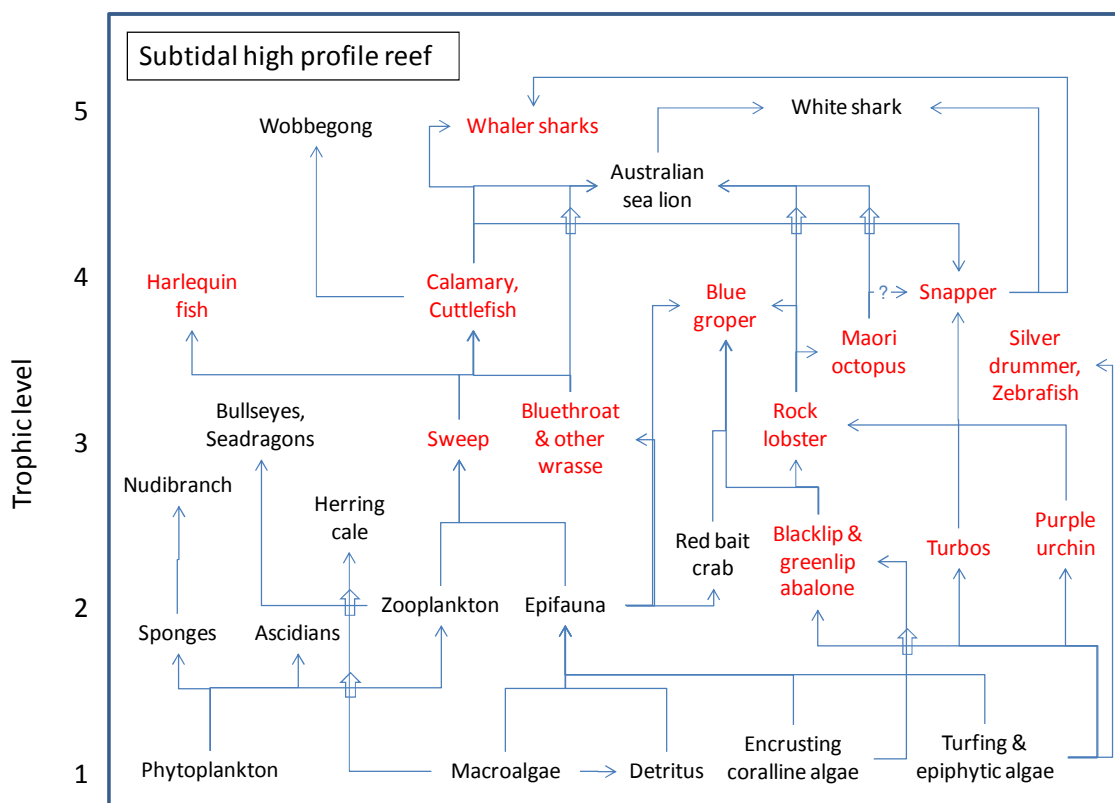 Subtidal high profile reef
Trophic level
5
4
3
2
1
White shark
Wobbegong
Whaler sharks
Australian
sea lion
Harlequin
fish
Calamary,
Cuttlefish
Blue
groper
?
Snapper
Maori
octopus
Silver
drummer,
Zebrafish
Bullseyes,
Seadragons
Sweep
Bluethroat
& other
wrasse
Rock
lobster
Nudibranch
Herring
cale
Red bait
crab
Blacklip &
greenlip
abalone
Turbos
Purple
urchin
Zooplankton
Epifauna
Sponges
Ascidians
Phytoplankton
Macroalgae
Detritus
Encrusting
coralline algae
Turfing &
epiphytic algae